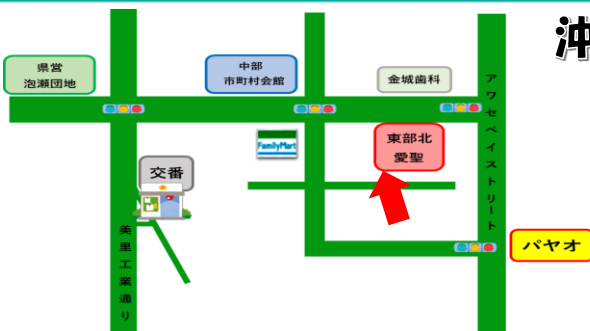 沖
県営
泡瀬団地
中部
市町村会館
金城歯科
アワセベイストリート
FamilyMart
東部北
愛聖
交番
美里工業通り
パヤオ